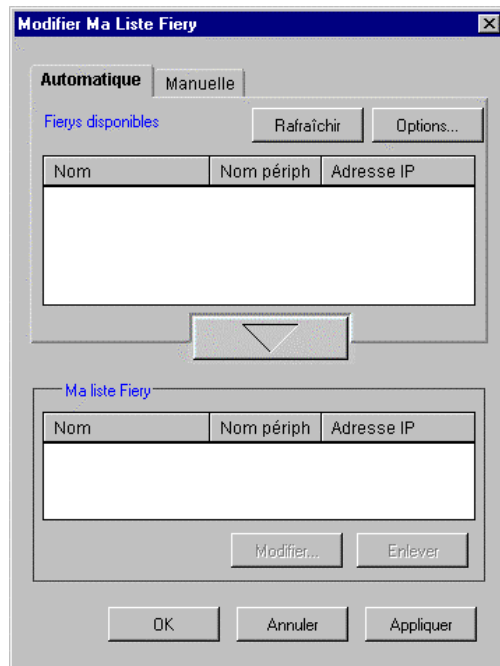 Modifier Ma Liste Fiery
Automatique Manuelle
Fierys disponibles Rafraîchir Options...
Nom Nom périph Adresse IP
Ma liste Fiery
Nom Nom périph Adresse IP
Modifier... Enlever
OK Annuler Appliquer